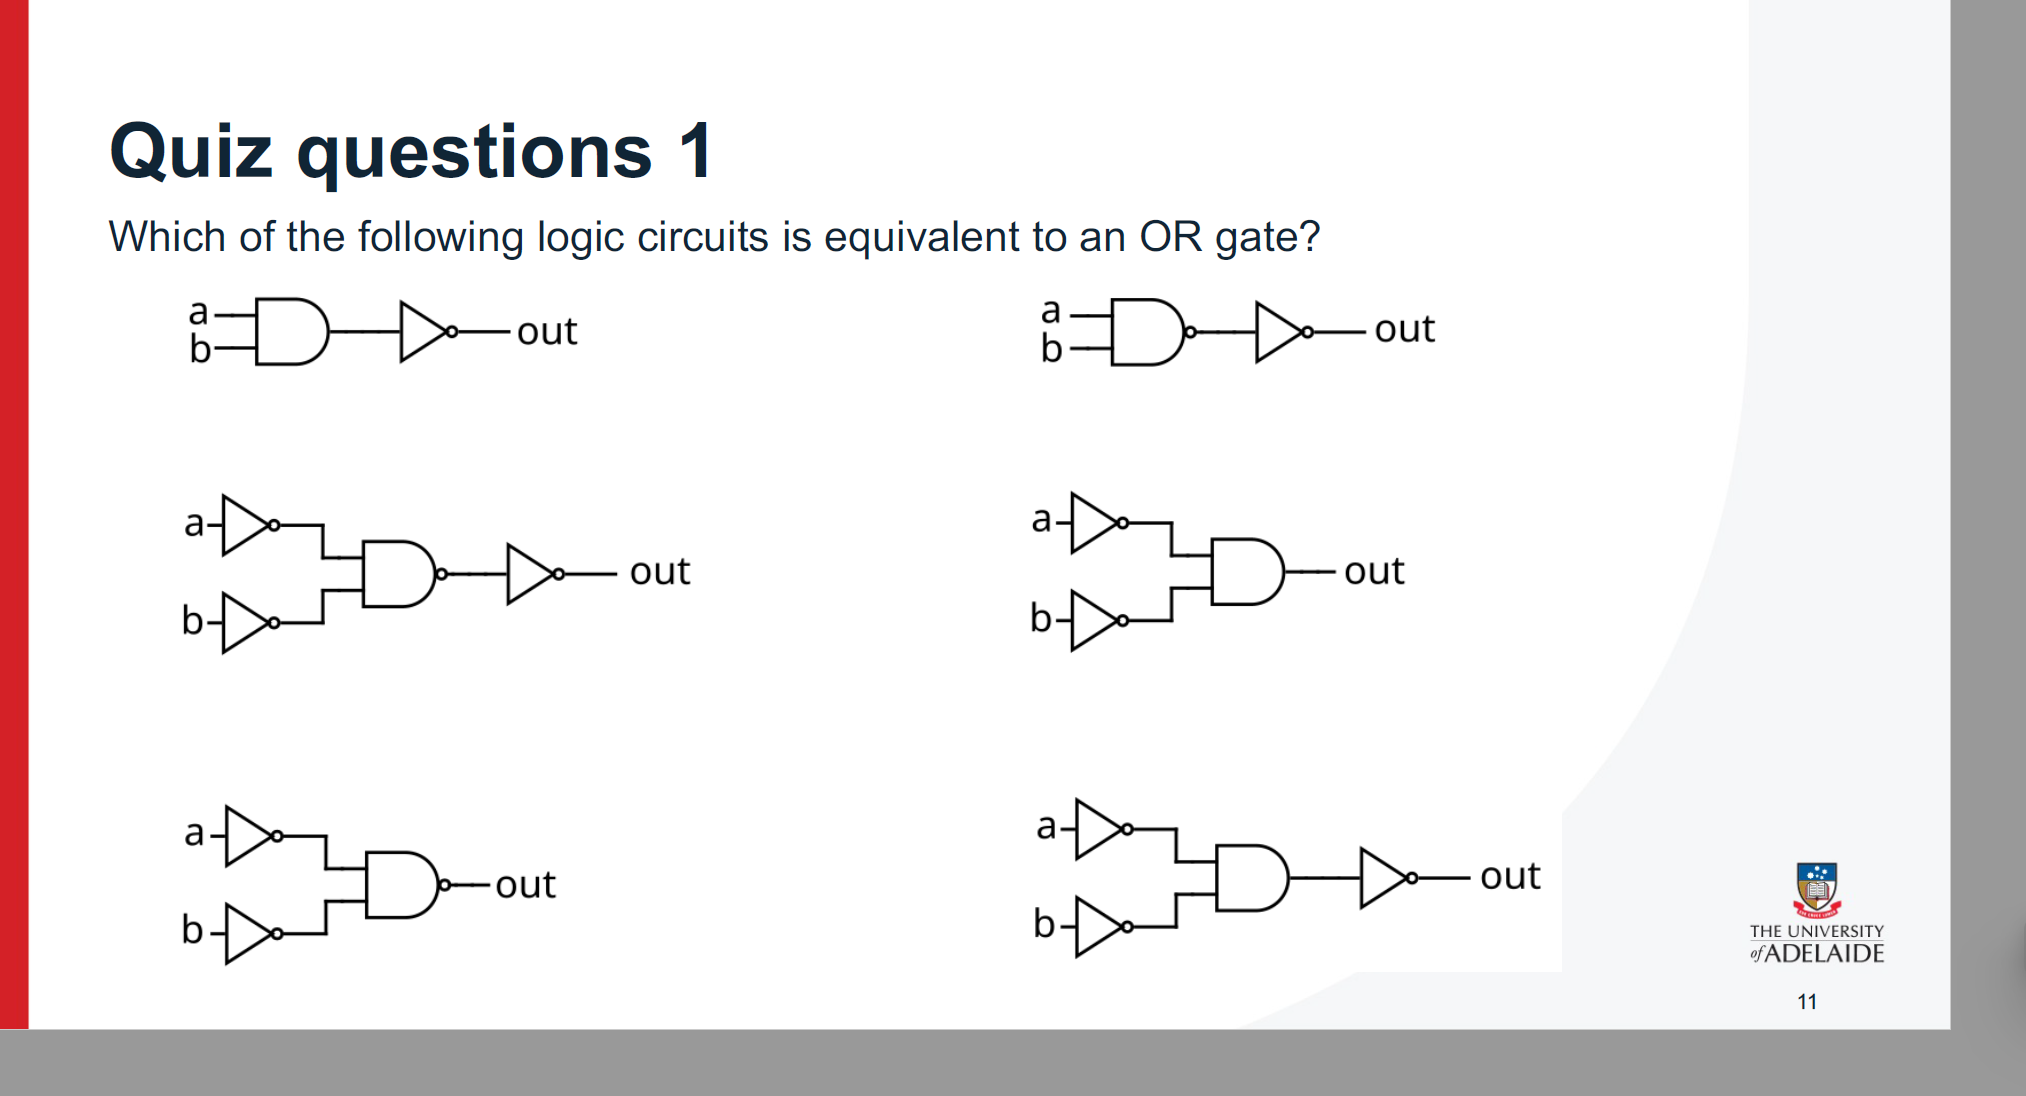 Quiz questions 1
Which of the following logic circuits is equivalent to an OR gate?
a
b
out
a
b
out
a
b
out
a
b
out
a
b
out
a
b
out
THE UNIVERSITY
of ADELAIDE
11